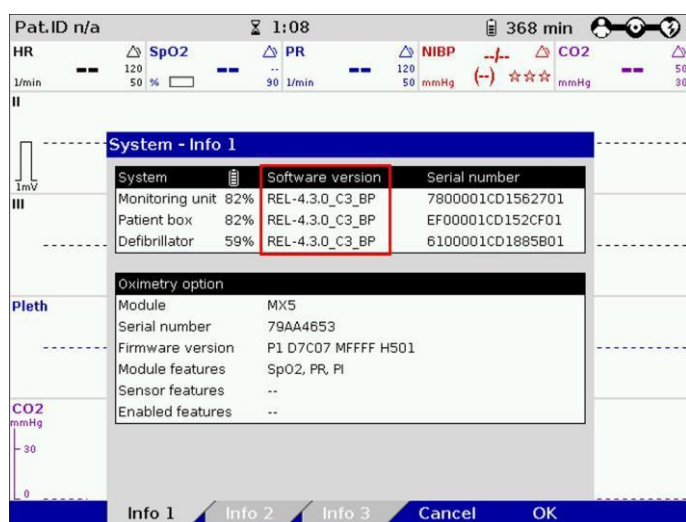 Pat.ID n/a 1:08 368 min
HR SpO2 PR NIBP --/-- CO2
-- 120 -- -- -- 120 -- (--) ☆☆☆ -- 50
1/min 50 % 90 1/min 50 mmHg mmHg 30
II
1mV
System - Info 1
System Software version Serial number
Monitoring unit 82% REL-4.3.0_C3_BP 7800001CD1562701
Patient box 82% REL-4.3.0_C3_BP EF00001CD152CF01
Defibrillator 59% REL-4.3.0_C3_BP 6100001CD1885B01
III
Oximetry option
Module MX5
Serial number 79AA4653
Firmware version P1 D7C07 MFFFF H501
Module features SpO2, PR, PI
Sensor features --
Enabled features --
Pleth
CO2
mmHg
30
0
Info 1 Info 2 Info 3 Cancel OK